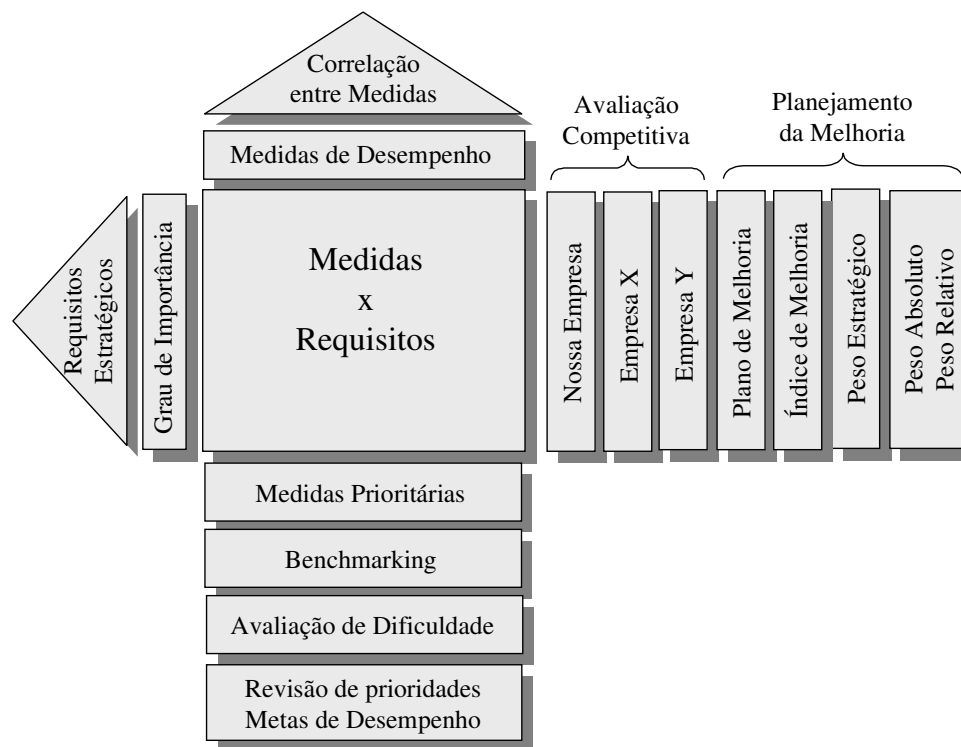 Correlação
entre Medidas
Avaliação
Competitiva
Planejamento
da Melhoria
Medidas de Desempenho
Requisitos
Estratégicos
Grau de Importância
Medidas
x
Requisitos
Nossa Empresa
Empresa X
Empresa Y
Plano de Melhoria
Índice de Melhoria
Peso Estratégico
Peso Absoluto
Peso Relativo
Medidas Prioritárias
Benchmarking
Avaliação de Dificuldade
Revisão de prioridades
Metas de Desempenho